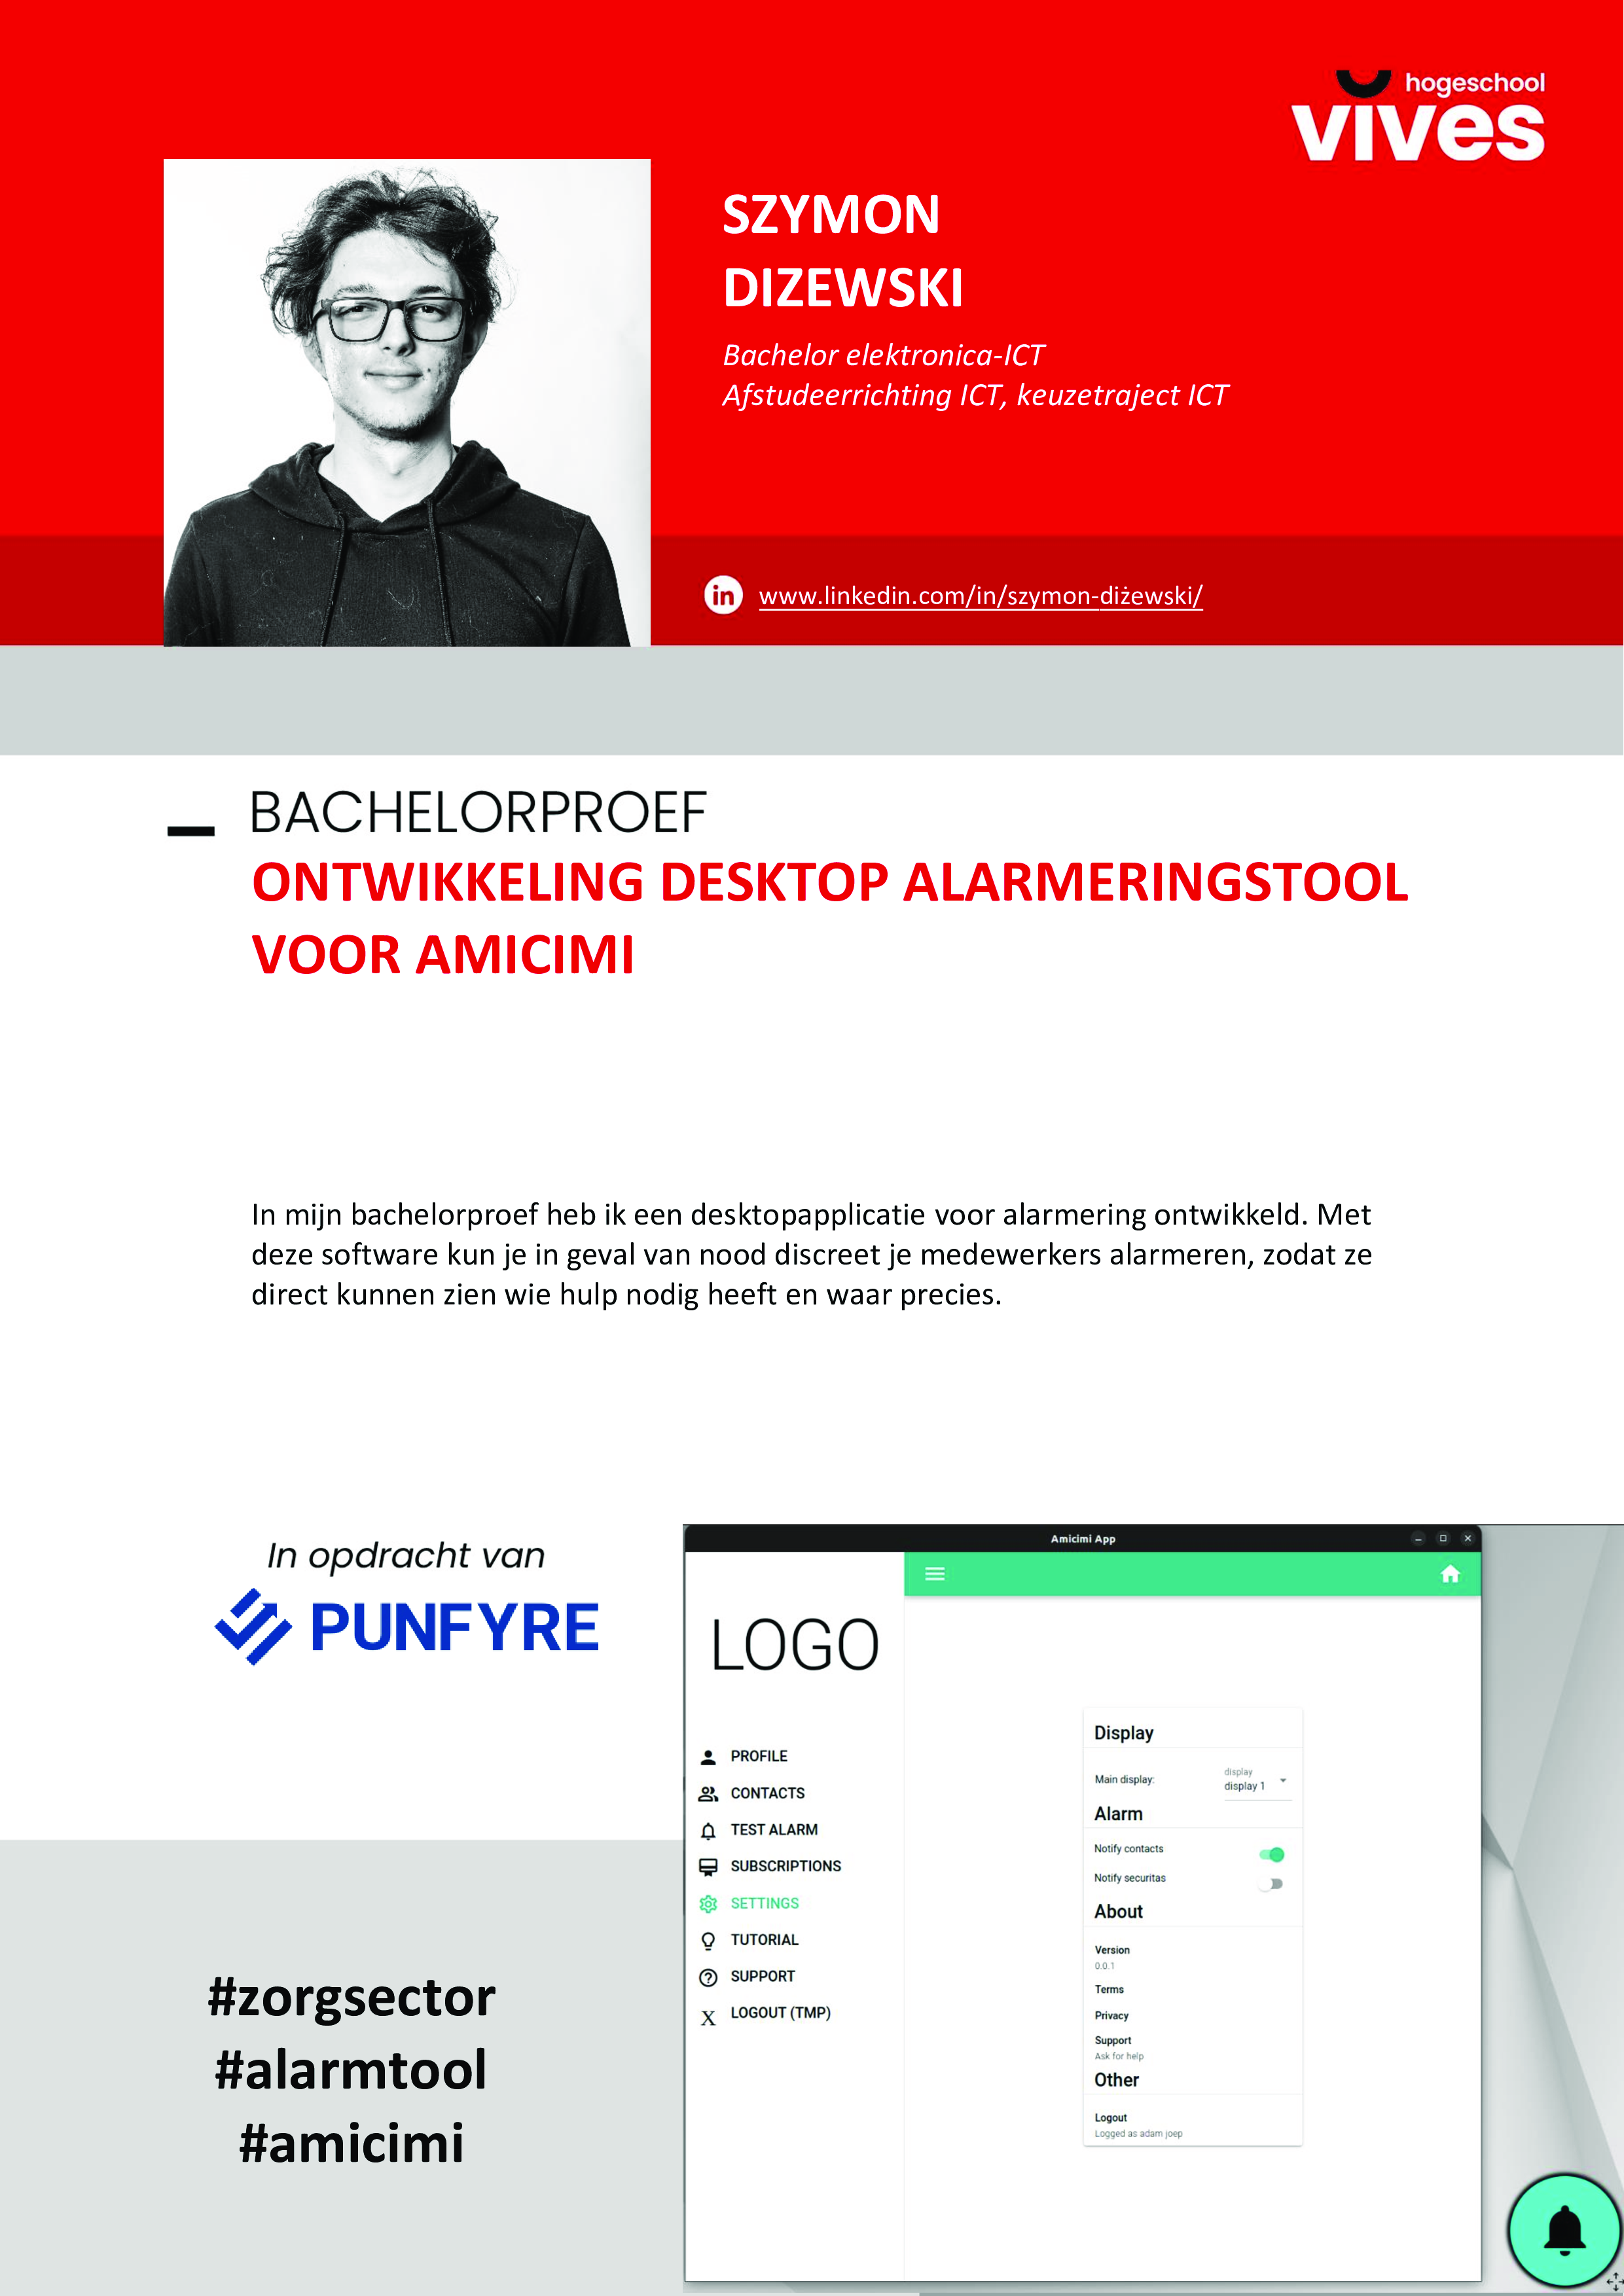 hogeschool
vives
SZYMON
DIZEWSKI
Bachelor elektronica-ICT
Afstudeerrichting ICT, keuzetraject ICT
in www.linkedin.com/in/szymon-diżewski/
BACHELORPROEF
ONTWIKKELING DESKTOP ALARMERINGSTOOL
VOOR AMICIMI
In mijn bachelorproef heb ik een desktopapplicatie voor alarmering ontwikkeld. Met
deze software kun je in geval van nood discreet je medewerkers alarmeren, zodat ze
direct kunnen zien wie hulp nodig heeft en waar precies.
In opdracht van
PUNFYRE
#zorgsector
#alarmtool
#amicimi
Amicimi App
LOGO
PROFILE
CONTACTS
TEST ALARM
SUBSCRIPTIONS
SETTINGS
TUTORIAL
SUPPORT
X LOGOUT (TMP)
Display
display
Main display: display 1
Alarm
Notify contacts
Notify securitas
About
Version
0.0.1
Terms
Privacy
Support
Ask for help
Other
Logout
Logged as adam joep